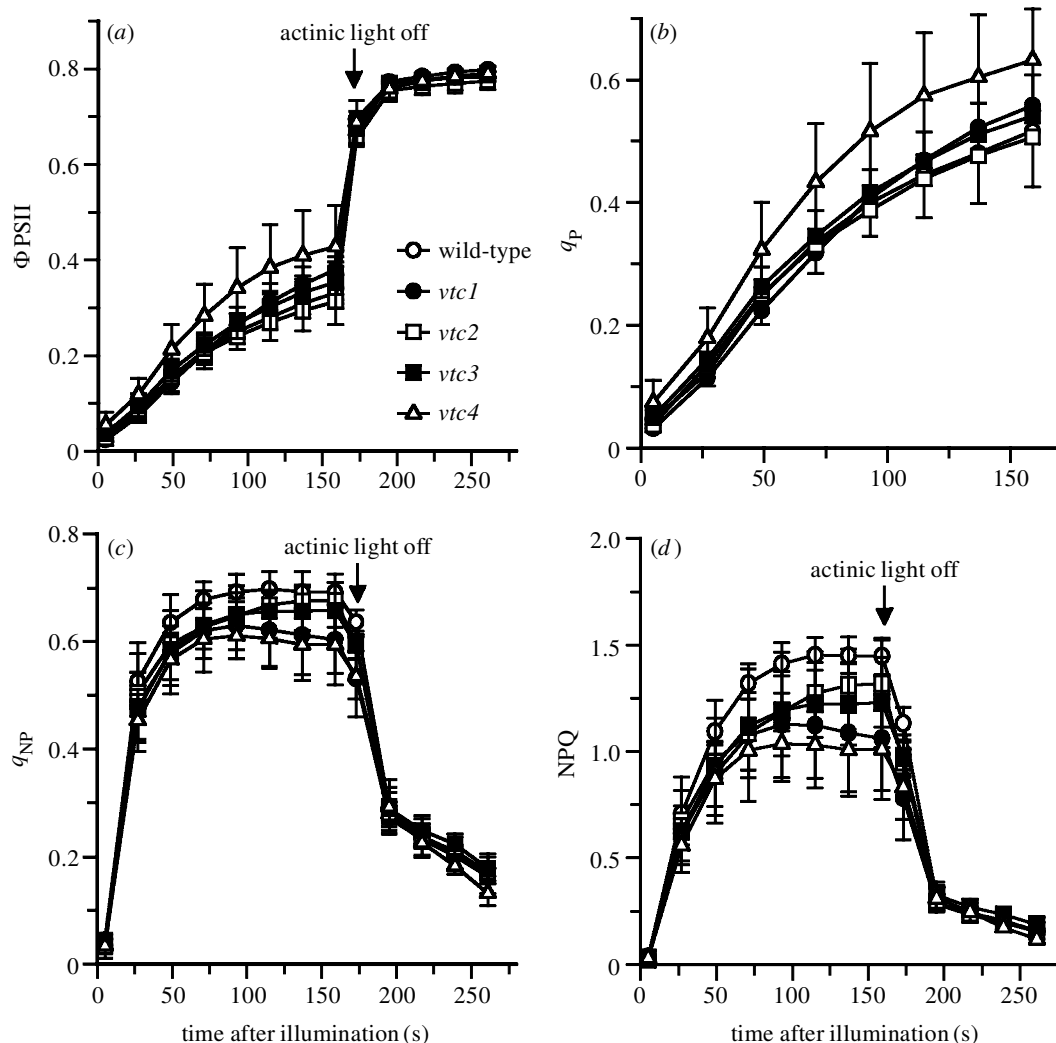 (a)
actinic light off
0.8
0.6
0.4
0.2
0
Φ PSII
wild-type
vtc1
vtc2
vtc3
vtc4
0 50 100 150 200 250
(b)
0.6
0.4
0.2
0
qP
0 50 100 150
(c)
actinic light off
0.8
0.6
0.4
0.2
0
qNP
0 50 100 150 200 250
time after illumination (s)
(d)
actinic light off
2.0
1.5
1.0
0.5
0
NPQ
0 50 100 150 200 250
time after illumination (s)